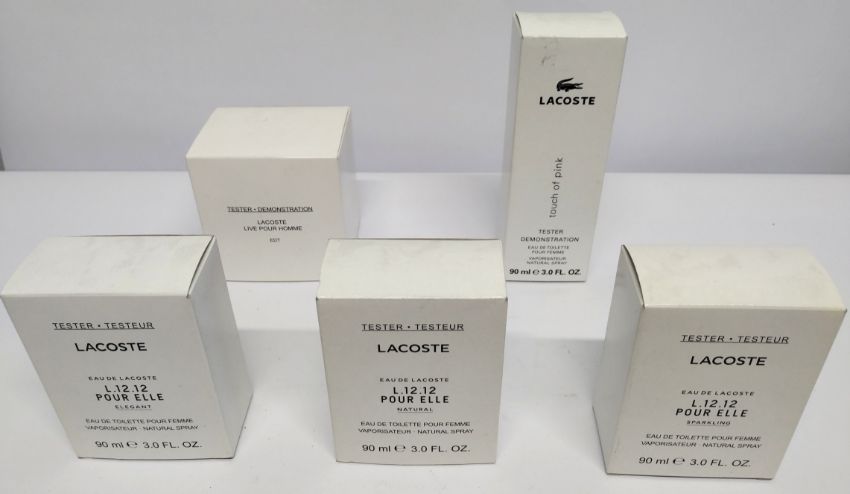 LACOSTE
touch of pink
TESTER
DEMONSTRATION
EAU DE TOILETTE
POUR FEMME
VAPORISATEUR
NATURAL SPRAY
90 ml ℮ 3.0 FL. OZ.
TESTER • DEMONSTRATION
LACOSTE
LIVE POUR HOMME
TESTER • TESTEUR
LACOSTE
EAU DE LACOSTE
L.12.12
POUR ELLE
ELEGANT
EAU DE TOILETTE POUR FEMME
VAPORISATEUR · NATURAL SPRAY
90 ml ℮ 3.0 FL. OZ.
TESTER • TESTEUR
LACOSTE
EAU DE LACOSTE
L.12.12
POUR ELLE
NATURAL
EAU DE TOILETTE POUR FEMME
VAPORISATEUR · NATURAL SPRAY
90 ml ℮ 3.0 FL. OZ.
TESTER • TESTEUR
LACOSTE
EAU DE LACOSTE
L.12.12
POUR ELLE
SPARKLING
EAU DE TOILETTE POUR FEMME
VAPORISATEUR · NATURAL SPRAY
90 ml ℮ 3.0 FL. OZ.